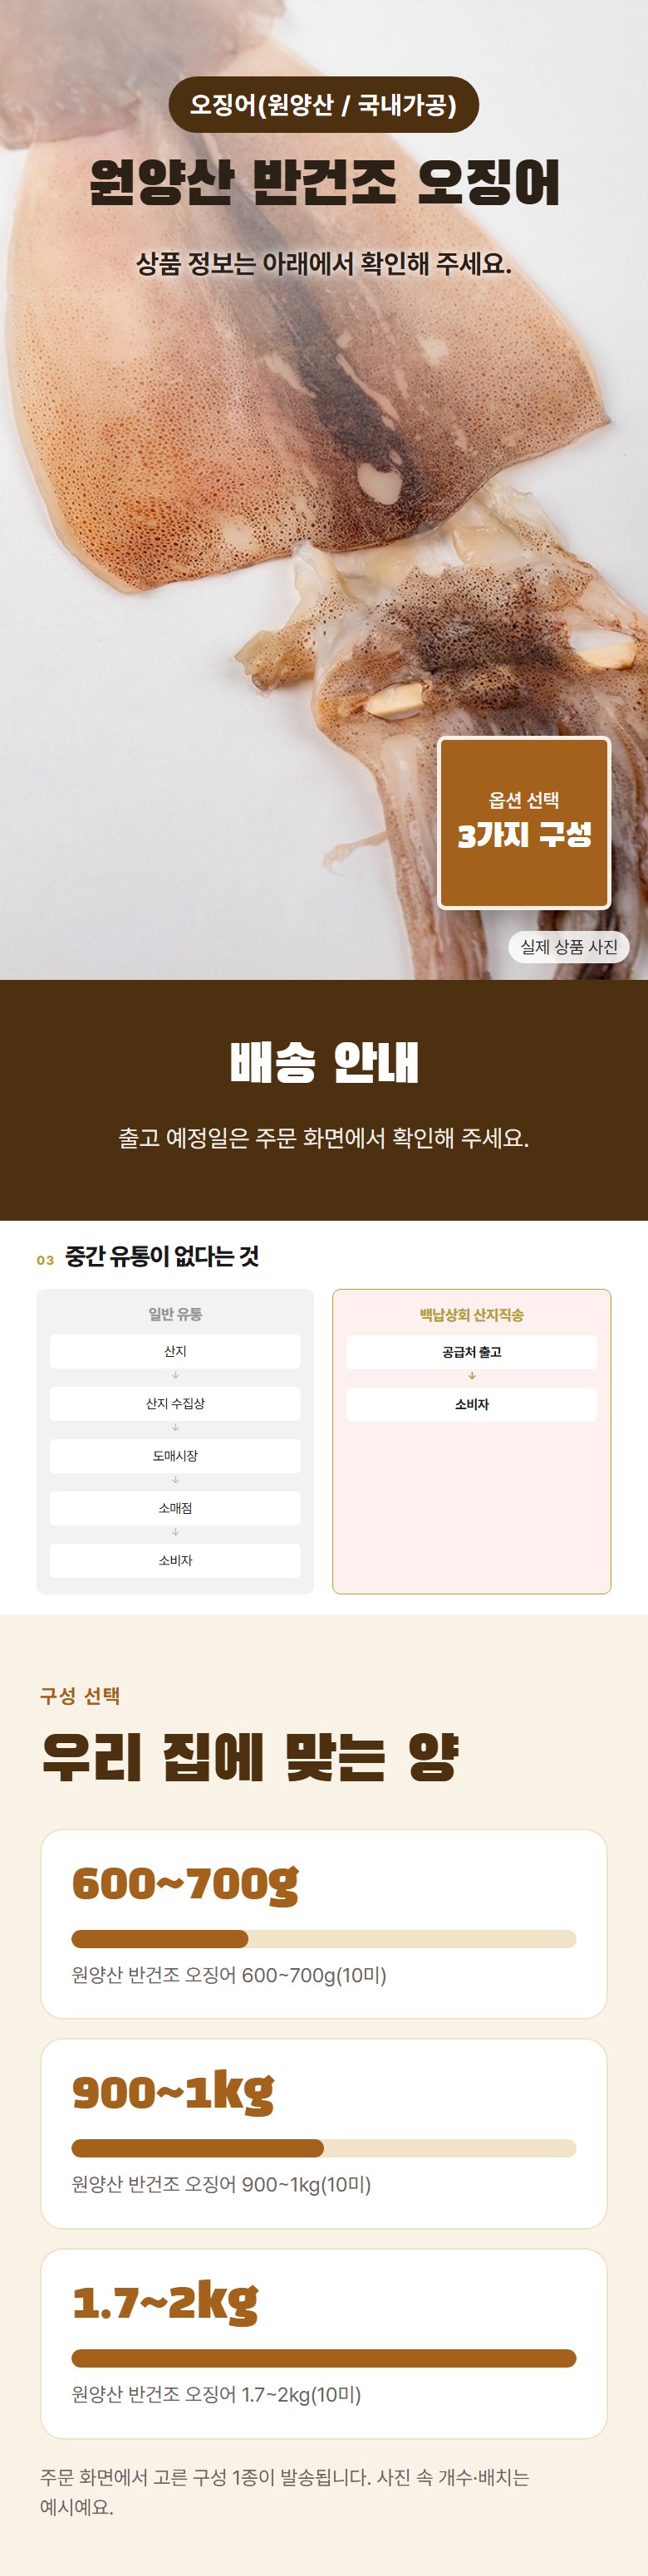 오징어(원양산 / 국내가공)
원양산 반건조 오징어
상품 정보는 아래에서 확인해 주세요.
옵션 선택
3가지 구성
실제 상품 사진
배송 안내
출고 예정일은 주문 화면에서 확인해 주세요.
03 중간 유통이 없다는 것
일반 유통
산지
↓
산지 수집상
↓
도매시장
↓
소매점
↓
소비자
백납상회 산지직송
공급처 출고
↓
소비자
구성 선택
우리 집에 맞는 양
600~700g
원양산 반건조 오징어 600~700g(10미)
900~1kg
원양산 반건조 오징어 900~1kg(10미)
1.7~2kg
원양산 반건조 오징어 1.7~2kg(10미)
주문 화면에서 고른 구성 1종이 발송됩니다. 사진 속 개수·배치는
예시예요.